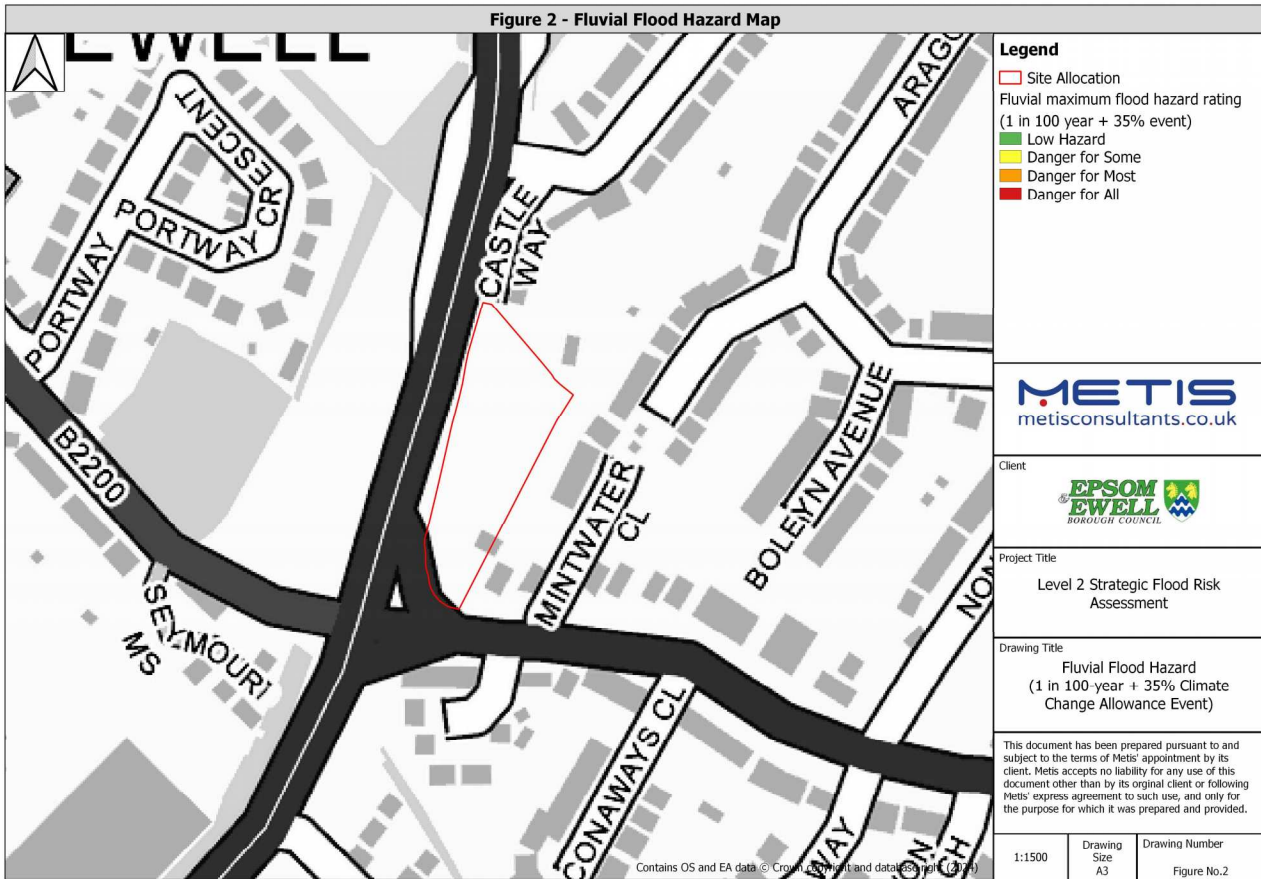 Figure 2 - Fluvial Flood Hazard Map
EWELL
PORTWAY CRESCENT
PORTWAY
B2200
SEYMOUR
MS
CASTLE
WAY
MINTWATER
CL
BOLEYN AVENUE
CONAWAYS CL
WAY
Contains OS and EA data © Crown copyright and database right (2024)
Legend
Site Allocation
Fluvial maximum flood hazard rating
(1 in 100 year + 35% event)
Low Hazard
Danger for Some
Danger for Most
Danger for All
METIS
metisconsultants.co.uk
Client
EPSOM
& EWELL
BOROUGH COUNCIL
Project Title
Level 2 Strategic Flood Risk
Assessment
Drawing Title
Fluvial Flood Hazard
(1 in 100-year + 35% Climate
Change Allowance Event)
This document has been prepared pursuant to and
subject to the terms of Metis' appointment by its
client. Metis accepts no liability for any use of this
document other than by its orginal client or following
Metis' express agreement to such use, and only for
the purpose for which it was prepared and provided.
1:1500
Drawing
Size
A3
Drawing Number
Figure No.2